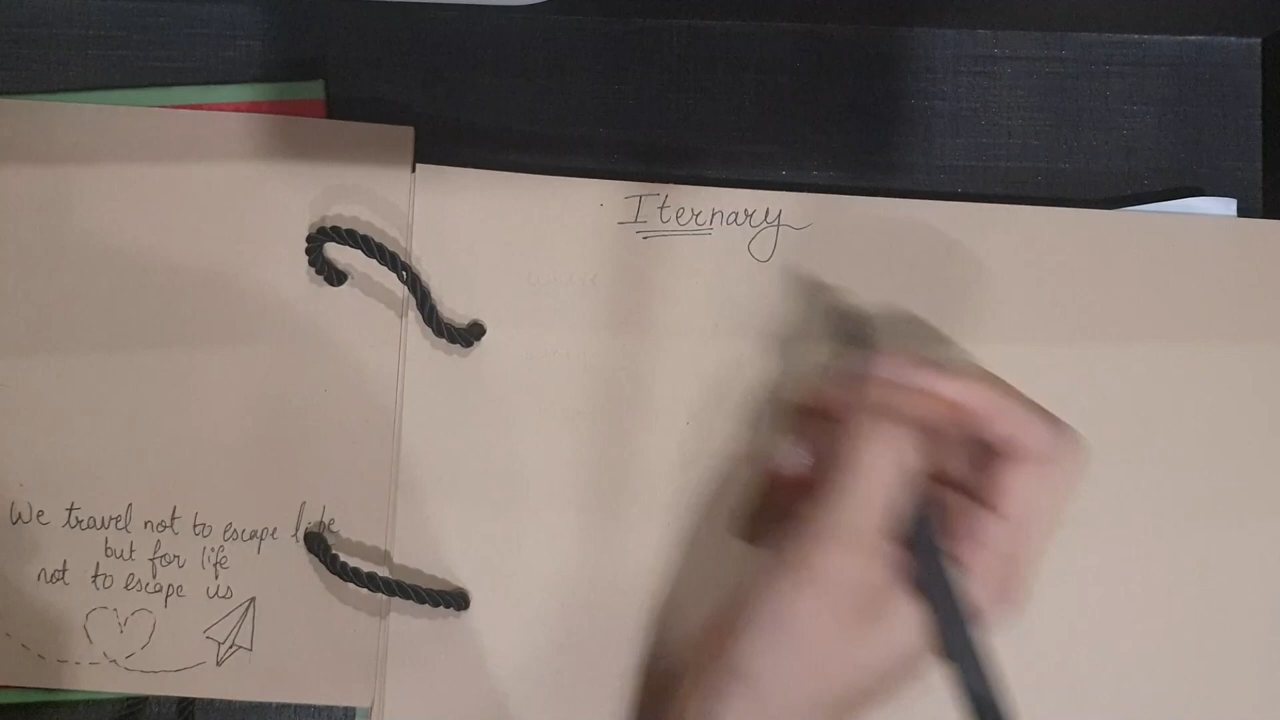 We travel not to escape life
but for life
not to escape us
Iternary